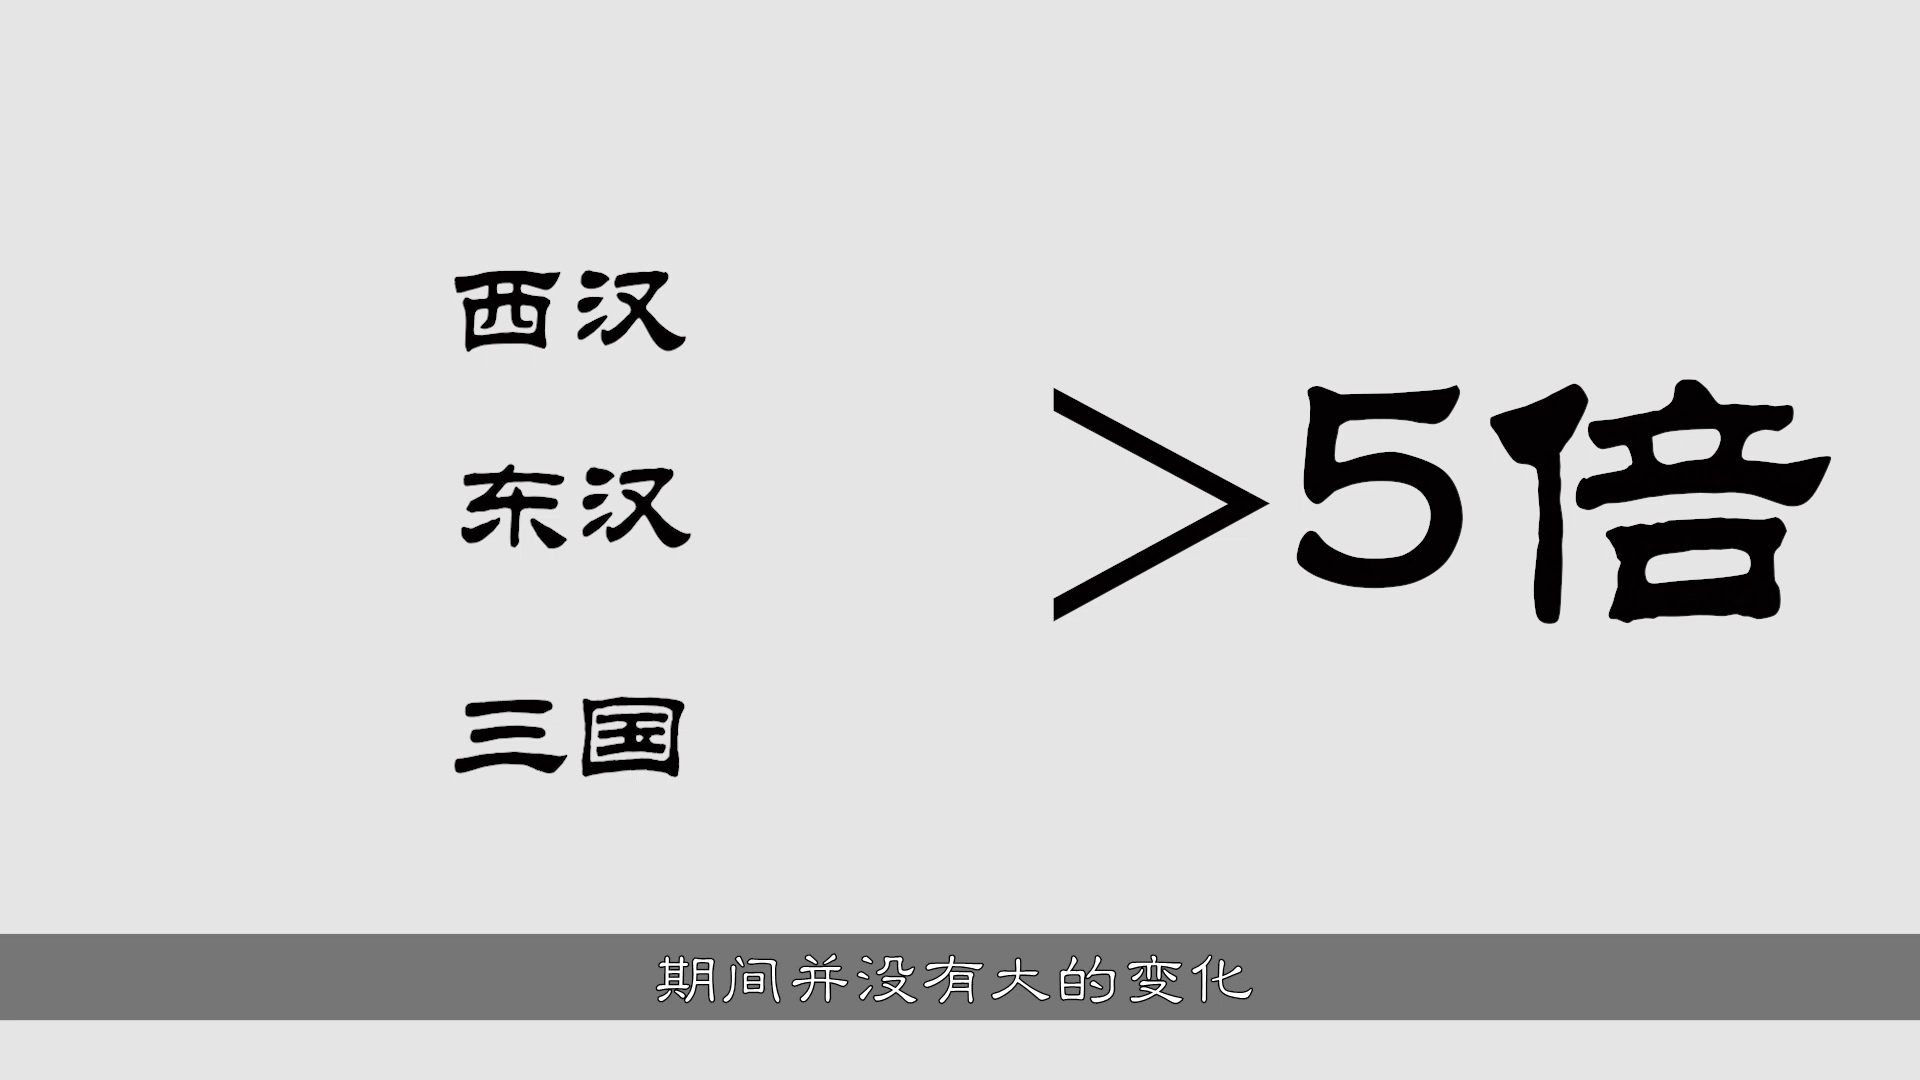 西汉
东汉
三国
>5倍
期间并没有大的变化